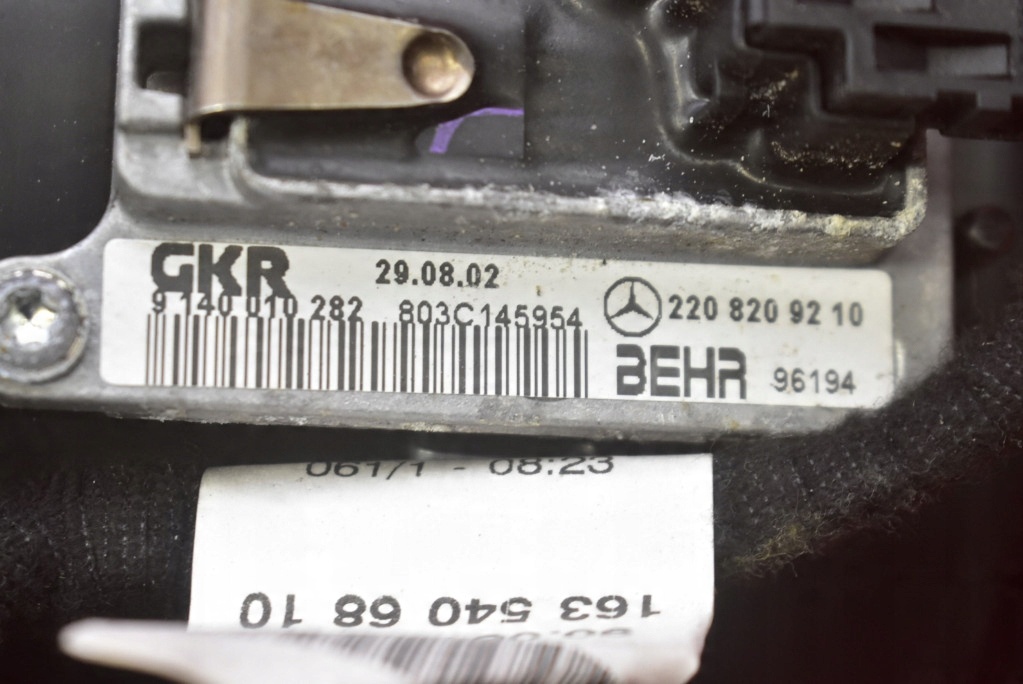 GKR 29.08.02
9 140 010 282 803C145954
220 820 92 10
BEHR 96194
061/1 - 08:23
163 540 68 10